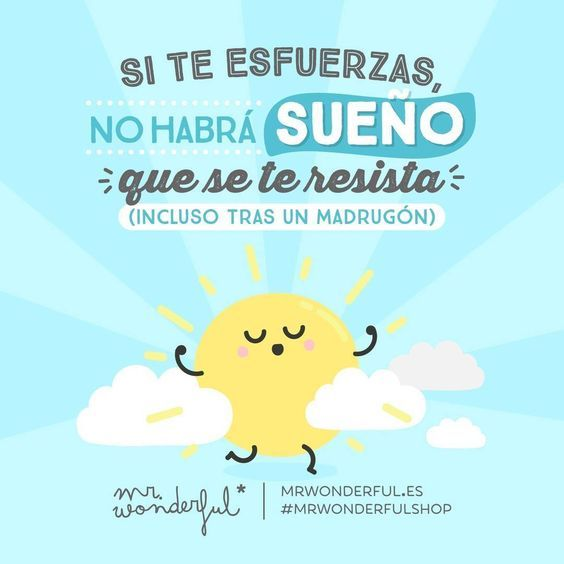 SI TE ESFUERZAS,
NO HABRÁ SUEÑO
que se te resista
(INCLUSO TRAS UN MADRUGÓN)
mr.
wonderful*
MRWONDERFUL.ES
#MRWONDERFULSHOP